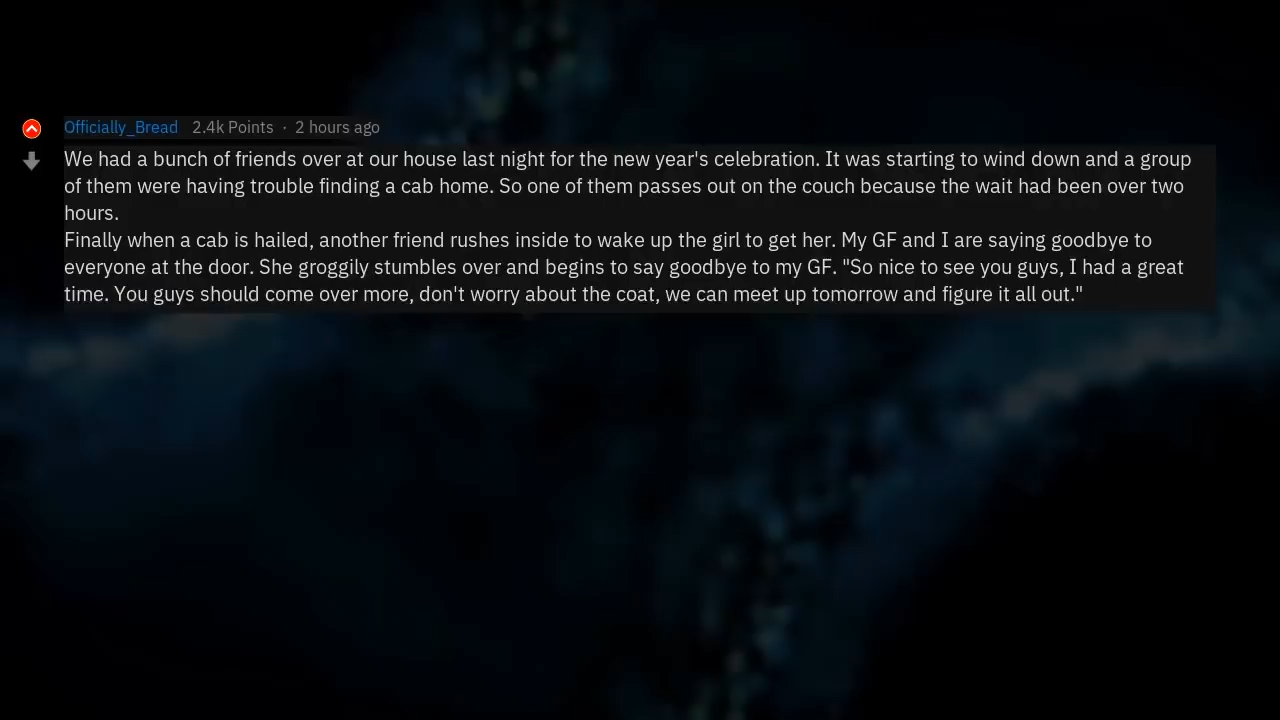 Officially_Bread 2.4k Points · 2 hours ago
We had a bunch of friends over at our house last night for the new year's celebration. It was starting to wind down and a group
of them were having trouble finding a cab home. So one of them passes out on the couch because the wait had been over two
hours.
Finally when a cab is hailed, another friend rushes inside to wake up the girl to get her. My GF and I are saying goodbye to
everyone at the door. She groggily stumbles over and begins to say goodbye to my GF. "So nice to see you guys, I had a great
time. You guys should come over more, don't worry about the coat, we can meet up tomorrow and figure it all out."